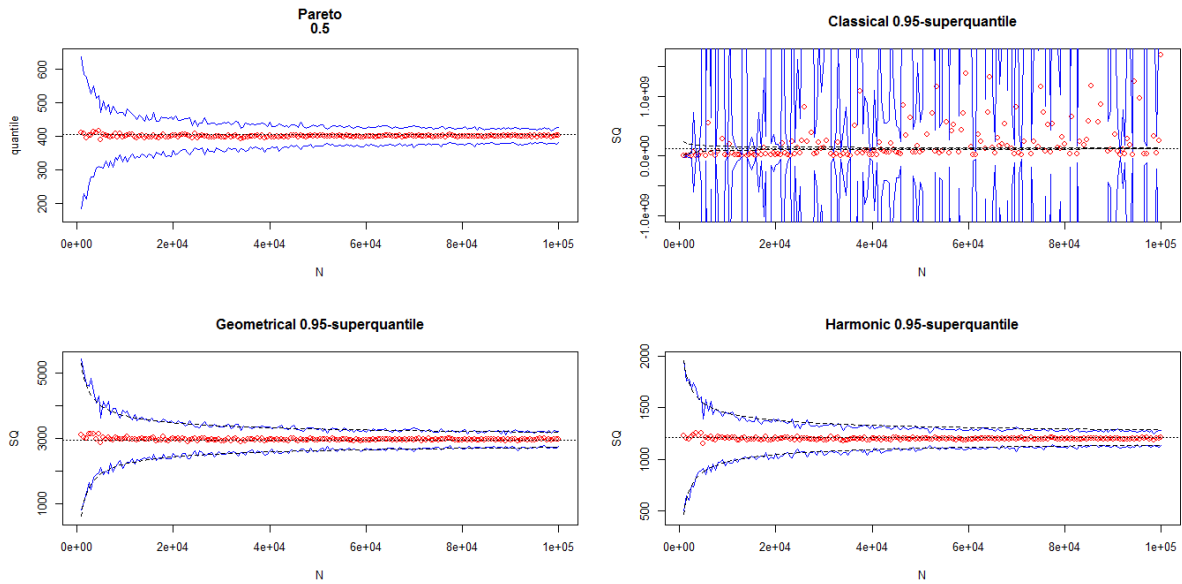 Pareto
0.5
quantile
600
500
400
300
200
0e+00 2e+04 4e+04 6e+04 8e+04 1e+05
N
Classical 0.95-superquantile
SQ
1.0e+09
0.0e+00
-1.0e+09
0e+00 2e+04 4e+04 6e+04 8e+04 1e+05
N
Geometrical 0.95-superquantile
SQ
5000
3000
1000
0e+00 2e+04 4e+04 6e+04 8e+04 1e+05
N
Harmonic 0.95-superquantile
SQ
2000
1500
1000
500
0e+00 2e+04 4e+04 6e+04 8e+04 1e+05
N